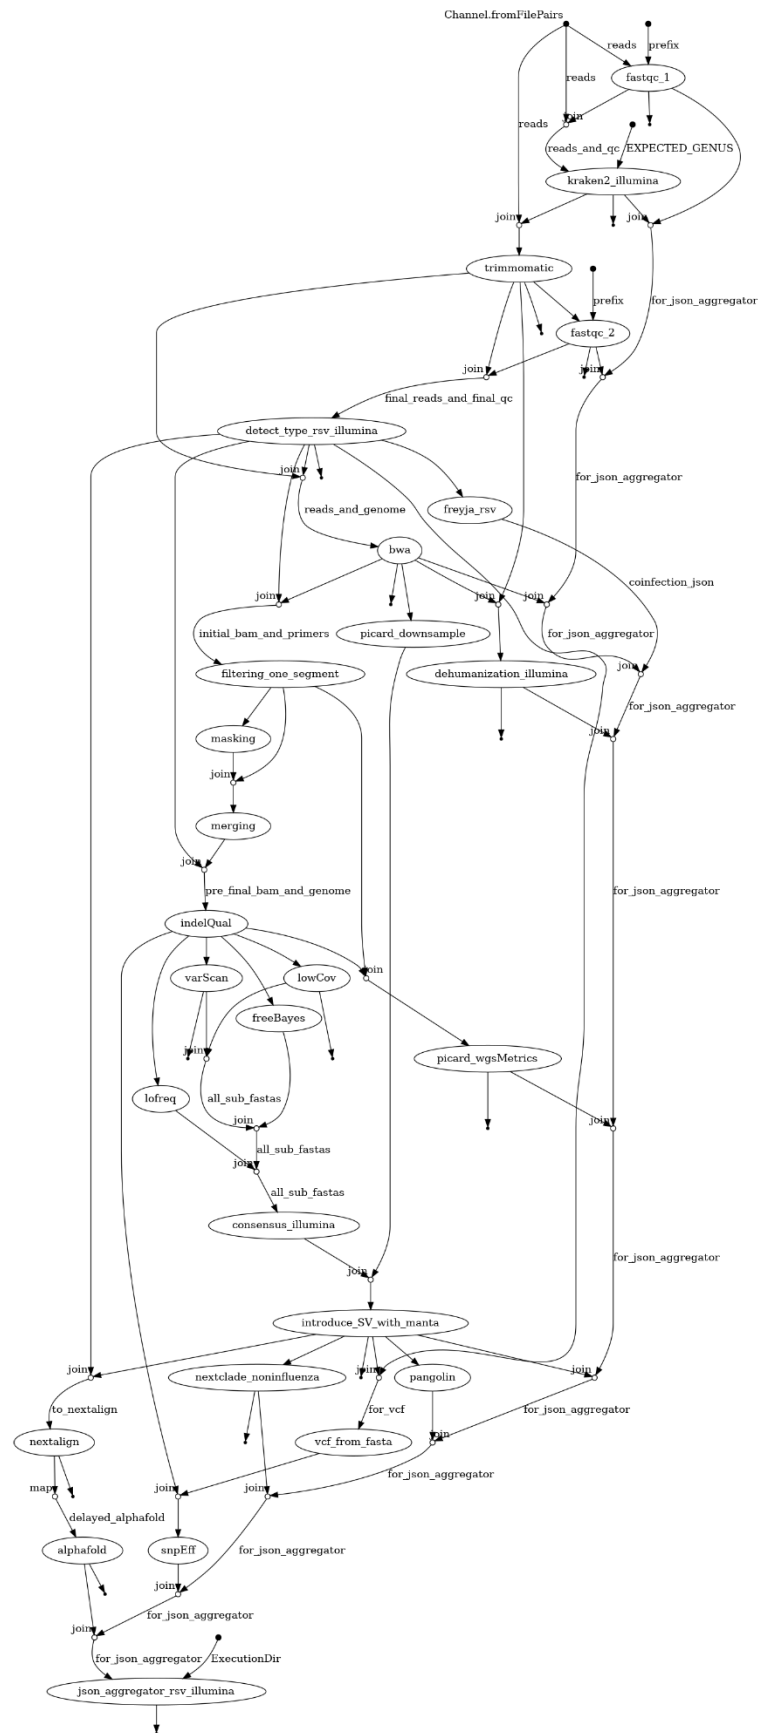 Channel.fromFilePairs
reads
prefix
fastqc_1
reads
join
reads
reads_and_qc
EXPECTED_GENUS
kraken2_illumina
join
join
trimmomatic
prefix
for_json_aggregator
fastqc_2
join
join
final_reads_and_final_qc
detect_type_rsv_illumina
join
for_json_aggregator
reads_and_genome
freyja_rsv
bwa
coinfection_json
join
join
join
initial_bam_and_primers
picard_downsample
for_json_aggregator
filtering_one_segment
dehumanization_illumina
join
for_json_aggregator
masking
join
join
merging
join
pre_final_bam_and_genome
for_json_aggregator
indelQual
varScan
lowCov
join
freeBayes
join
picard_wgsMetrics
lofreq
all_sub_fastas
join
join
all_sub_fastas
join
all_sub_fastas
consensus_illumina
for_json_aggregator
join
introduce_SV_with_manta
join
nextclade_noninfluenza
join
pangolin
join
to_nextalign
for_vcf
for_json_aggregator
nextalign
vcf_from_fasta
join
for_json_aggregator
map
join
join
delayed_alphafold
alphafold
snpEff
for_json_aggregator
join
for_json_aggregator
join
for_json_aggregator
ExecutionDir
json_aggregator_rsv_illumina